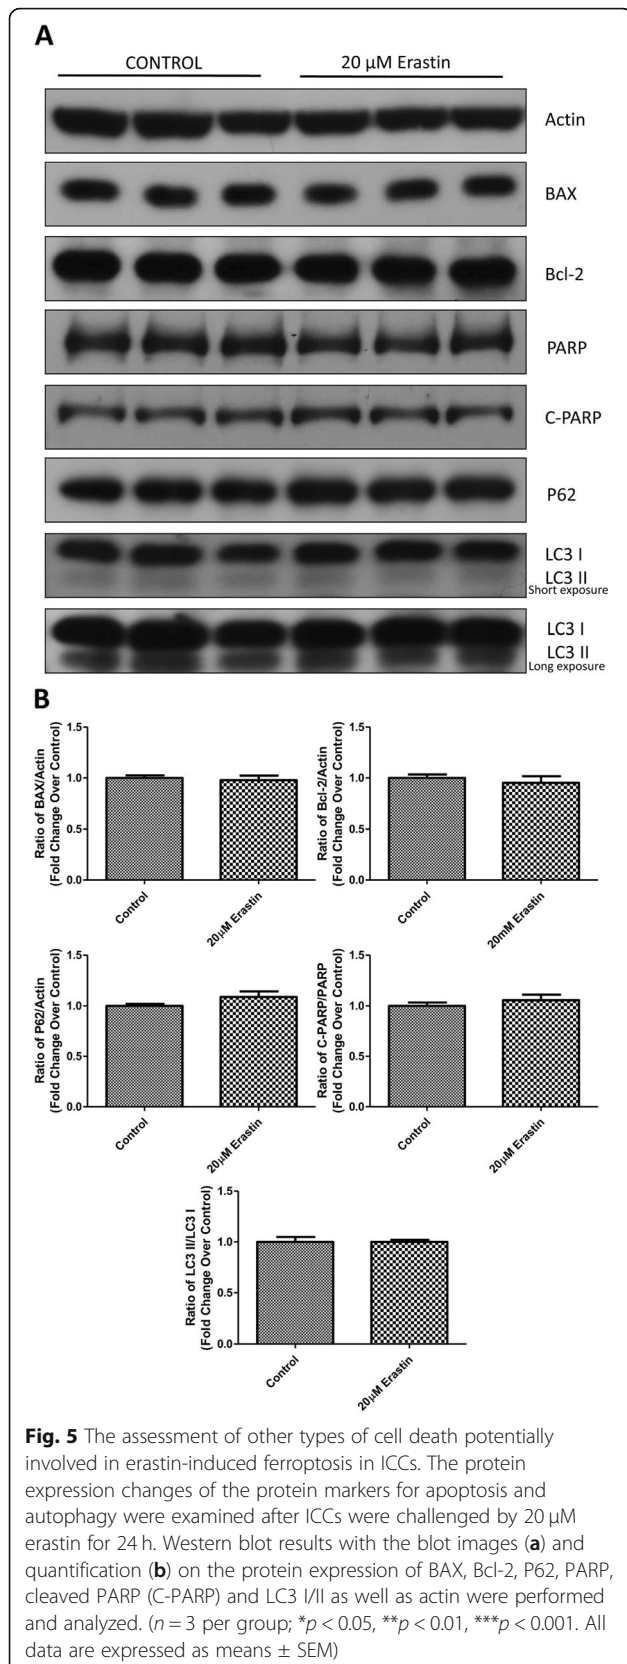 A
CONTROL
20 µM Erastin
Actin
BAX
Bcl-2
PARP
C-PARP
P62
LC3 I
LC3 II
Short exposure
LC3 I
LC3 II
Long exposure
B
Ratio of BAX/Actin
(Fold Change Over Control)
1.5
1.0
0.5
0.0
Control
20µM Erastin
Ratio of Bcl-2/Actin
(Fold Change Over Control)
1.5
1.0
0.5
0.0
Control
20mM Erastin
Ratio of P62/Actin
(Fold Change Over Control)
1.5
1.0
0.5
0.0
Control
20µM Erastin
Ratio of C-PARP/PARP
(Fold Change Over Control)
1.5
1.0
0.5
0.0
Control
20µM Erastin
Ratio of LC3 II/LC3 I
(Fold Change Over Control)
1.5
1.0
0.5
0.0
Control
20µM Erastin
Fig. 5 The assessment of other types of cell death potentially
involved in erastin-induced ferroptosis in ICCs. The protein
expression changes of the protein markers for apoptosis and
autophagy were examined after ICCs were challenged by 20 µM
erastin for 24 h. Western blot results with the blot images (a) and
quantification (b) on the protein expression of BAX, Bcl-2, P62, PARP,
cleaved PARP (C-PARP) and LC3 I/II as well as actin were performed
and analyzed. (n = 3 per group; *p < 0.05, **p < 0.01, ***p < 0.001. All
data are expressed as means ± SEM)